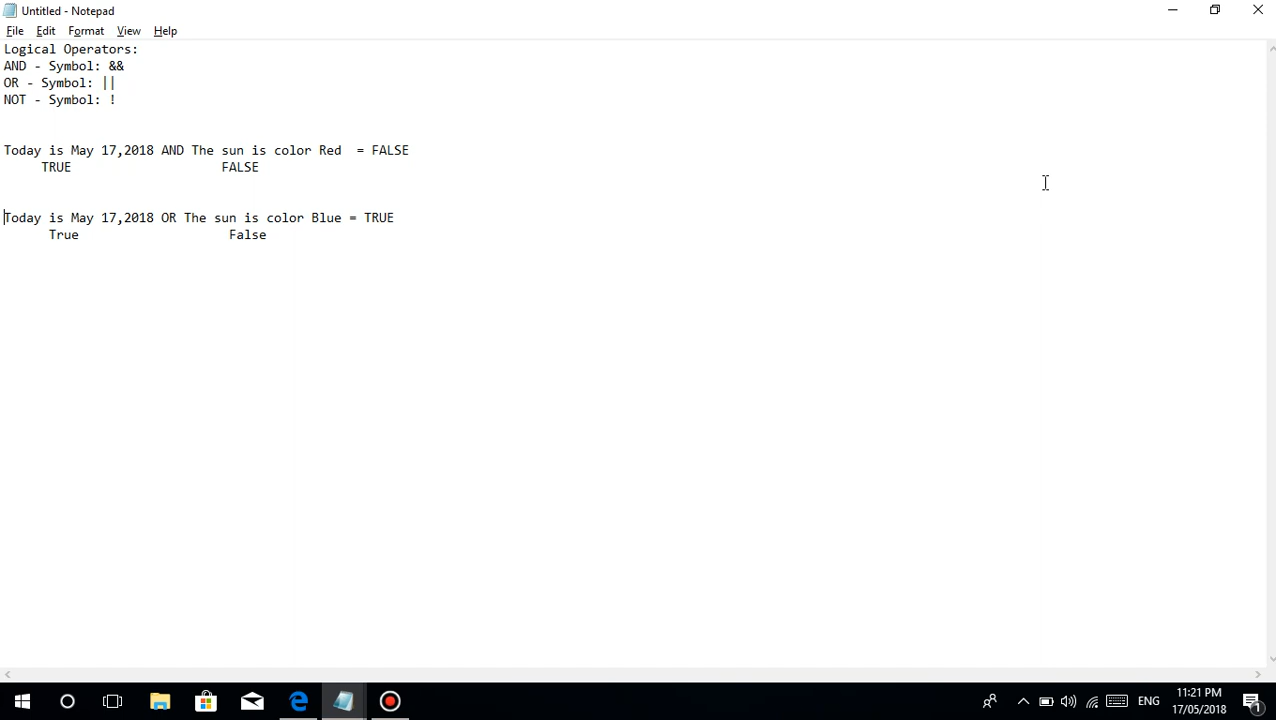 Untitled - Notepad
File Edit Format View Help
Logical Operators:
AND - Symbol: &&
OR - Symbol: ||
NOT - Symbol: !
Today is May 17,2018 AND The sun is color Red  = FALSE
TRUE FALSE
Today is May 17,2018 OR The sun is color Blue = TRUE
True False
ENG
11:21 PM
17/05/2018
1